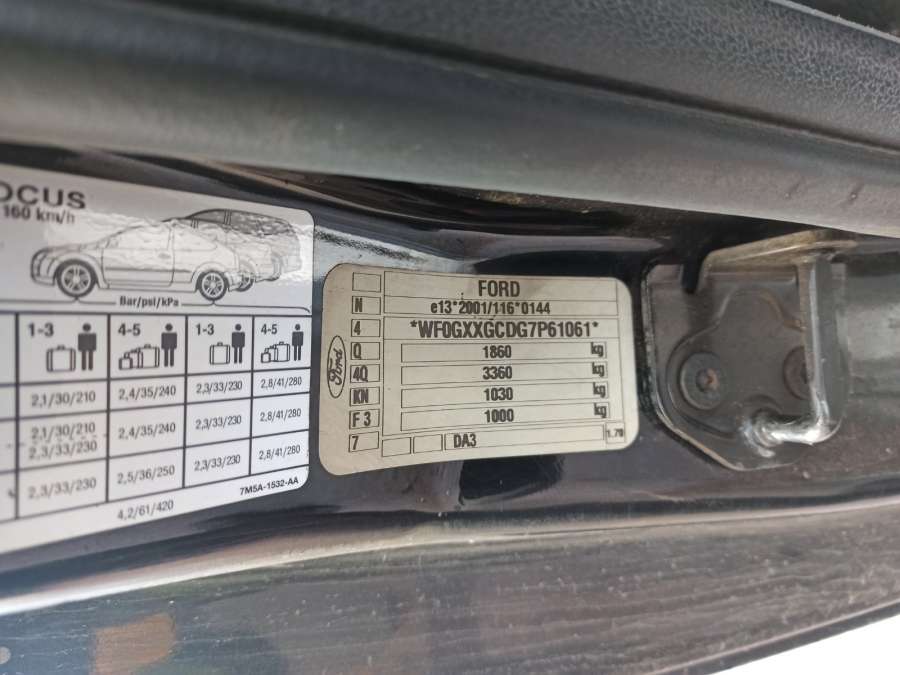 OCUS
160 km/h
Bar/psi/kPa
1-3 4-5 1-3 4-5
2,1/30/210 2,4/35/240 2,3/33/230 2,8/41/280
2,1/30/210
2,3/33/230 2,4/35/240 2,3/33/230 2,8/41/280
2,3/33/230 2,5/36/250 2,3/33/230 2,8/41/280
4,2/61/420
7M5A-1532-AA
Ford
FORD
N e13*2001/116*0144
4 *WF0GXXGCDG7P61061*
Q 1860 kg
4Q 3360 kg
KN 1030 kg
F 3 1000 kg
7 DA3 1.79